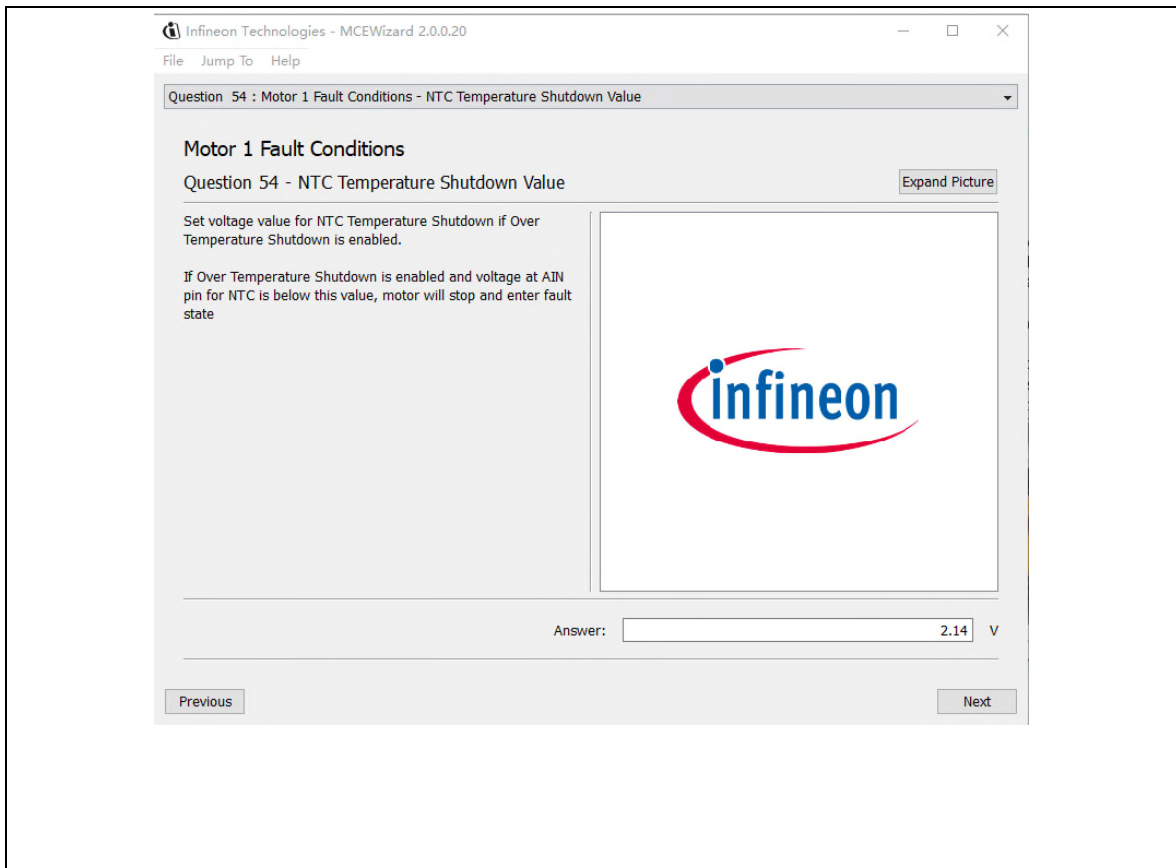 Infineon Technologies - MCEWizard 2.0.0.20
File Jump To Help
Question 54 : Motor 1 Fault Conditions - NTC Temperature Shutdown Value
Motor 1 Fault Conditions
Question 54 - NTC Temperature Shutdown Value
Expand Picture
Set voltage value for NTC Temperature Shutdown if Over
Temperature Shutdown is enabled.
If Over Temperature Shutdown is enabled and voltage at AIN
pin for NTC is below this value, motor will stop and enter fault
state
infineon
Answer: 2.14 V
Previous Next